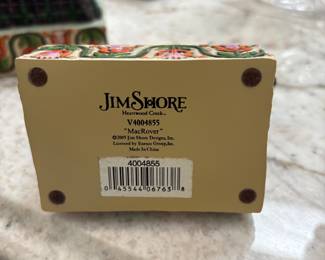 JIM SHORE
Heartwood Creek...
V4004855
"MacRover"
©2005 Jim Shore Designs, Inc.
Licensed by Enesco Group, Inc.
Made In China
4004855
0 45544 06763 8